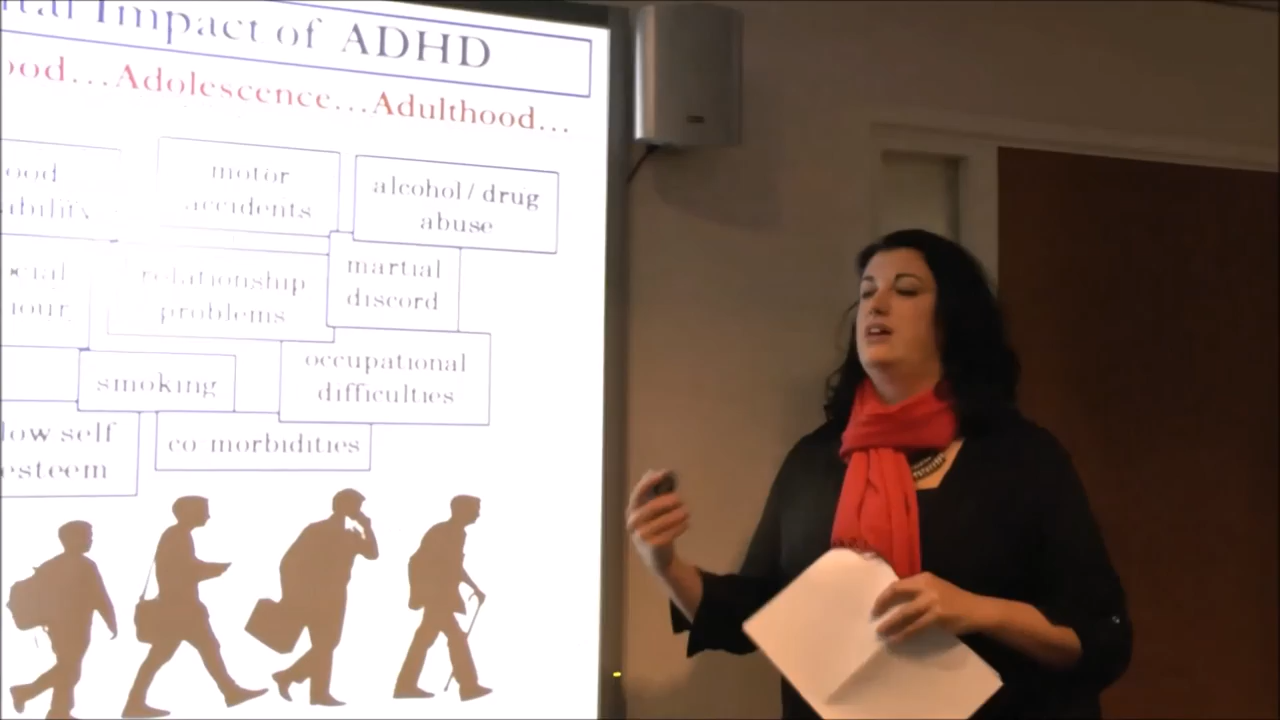 Impact of ADHD
...Adolescence...Adulthood...
motor
accidents
alcohol / drug
abuse
relationship
problems
martial
discord
smoking
occupational
difficulties
low self
esteem
co morbidities